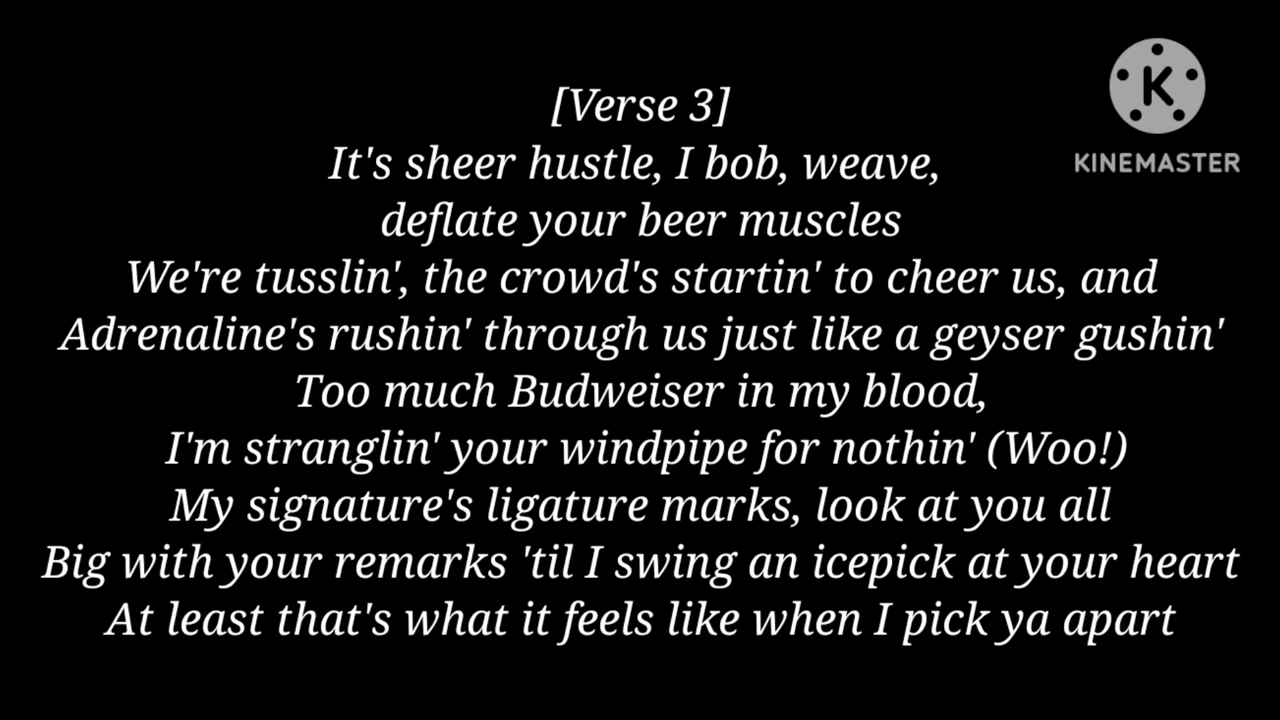 [Verse 3]
It's sheer hustle, I bob, weave,
deflate your beer muscles
We're tusslin', the crowd's startin' to cheer us, and
Adrenaline's rushin' through us just like a geyser gushin'
Too much Budweiser in my blood,
I'm stranglin' your windpipe for nothin' (Woo!)
My signature's ligature marks, look at you all
Big with your remarks 'til I swing an icepick at your heart
At least that's what it feels like when I pick ya apart
K
KINEMASTER